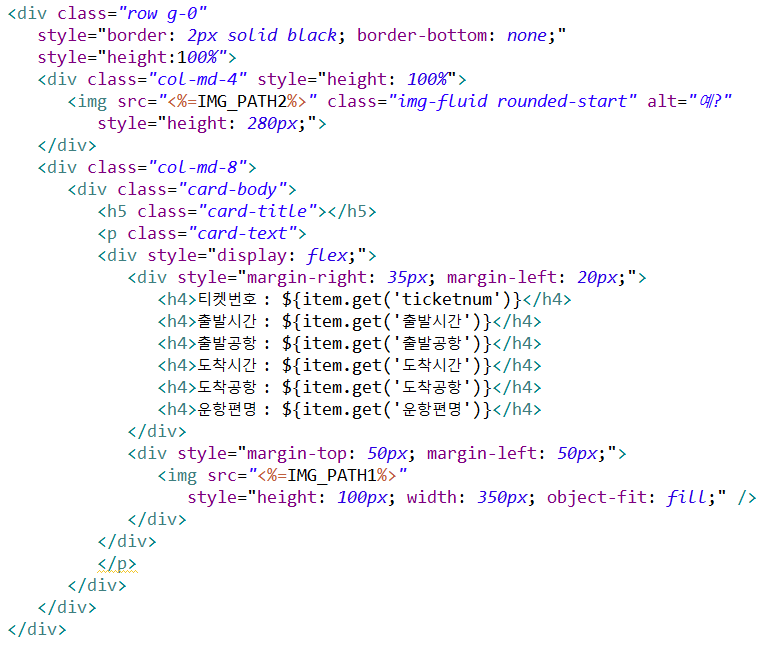 <div class="row g-0"
style="border: 2px solid black; border-bottom: none;"
style="height:100%">
<div class="col-md-4" style="height: 100%">
<img src="<%=IMG_PATH2%>" class="img-fluid rounded-start" alt="예?"
style="height: 280px;">
</div>
<div class="col-md-8">
<div class="card-body">
<h5 class="card-title"></h5>
<p class="card-text">
<div style="display: flex;">
<div style="margin-right: 35px; margin-left: 20px;">
<h4>티켓번호 : ${item.get('ticketnum')}</h4>
<h4>출발시간 : ${item.get('출발시간')}</h4>
<h4>출발공항 : ${item.get('출발공항')}</h4>
<h4>도착시간 : ${item.get('도착시간')}</h4>
<h4>도착공항 : ${item.get('도착공항')}</h4>
<h4>운항편명 : ${item.get('운항편명')}</h4>
</div>
<div style="margin-top: 50px; margin-left: 50px;">
<img src="<%=IMG_PATH1%>"
style="height: 100px; width: 350px; object-fit: fill;" />
</div>
</div>
</p>
</div>
</div>
</div>